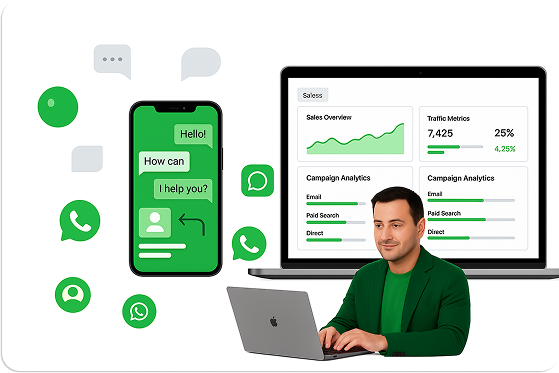 Hello!
How can
I help you?
Saless
Sales Overview
Traffic Metrics
7,425
25%
4,25%
Campaign Analytics
Email
Paid Search
Direct
Campaign Analytics
Email
Paid Search
Direct